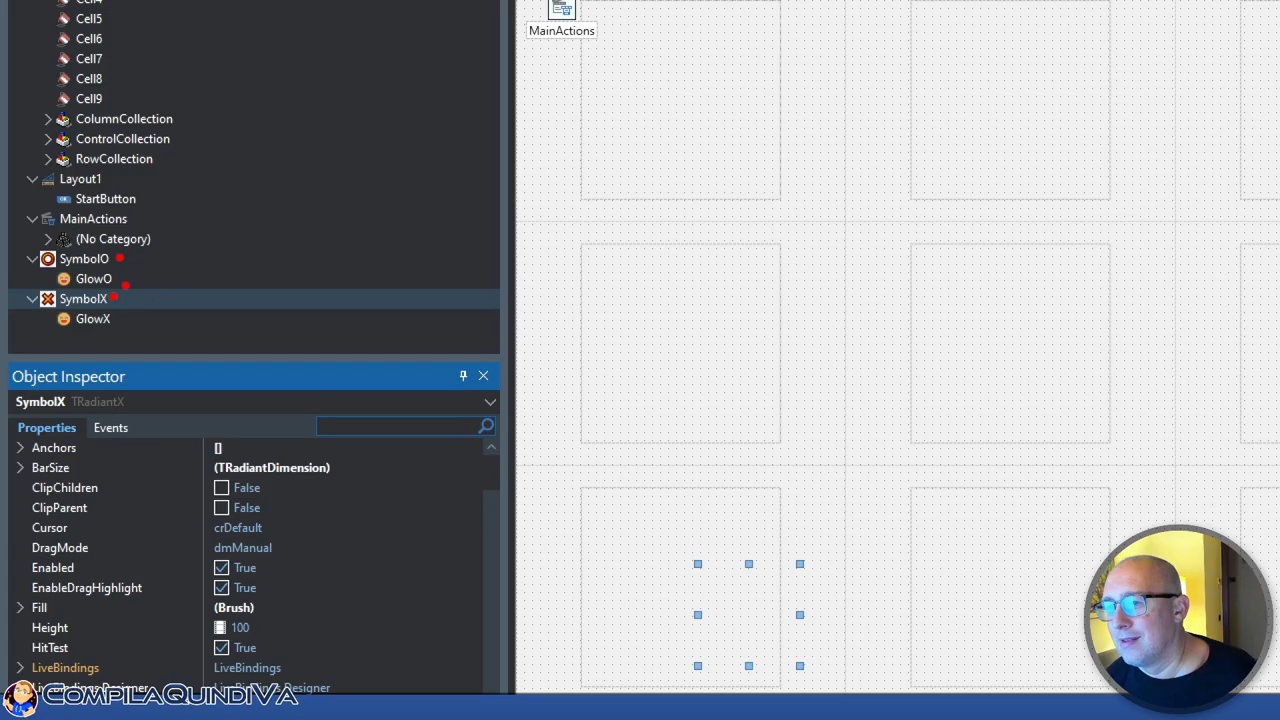 Cell5
Cell6
Cell7
Cell8
Cell9
ColumnCollection
ControlCollection
RowCollection
Layout1
StartButton
MainActions
(No Category)
SymbolO
GlowO
SymbolX
GlowX
Object Inspector
SymbolX TRadiantX
Properties Events
Anchors []
BarSize (TRadiantDimension)
ClipChildren False
ClipParent False
Cursor crDefault
DragMode dmManual
Enabled True
EnableDragHighlight True
Fill (Brush)
Height 100
HitTest True
LiveBindings LiveBindings
CompilaQuindiVa
MainActions